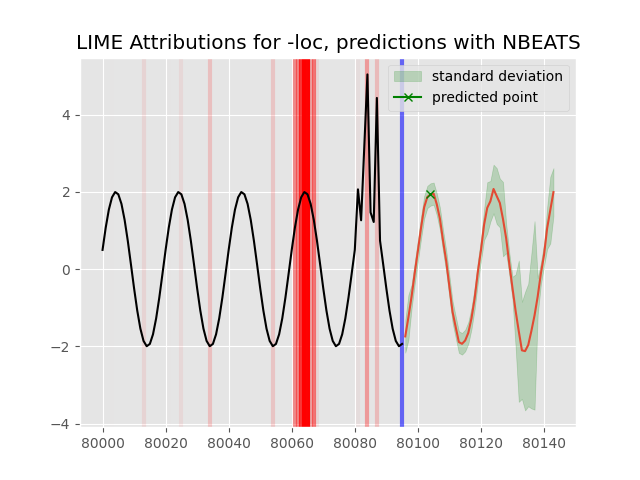 LIME Attributions for -loc, predictions with NBEATS
standard deviation
predicted point
4
2
0
−2
−4
80000 80020 80040 80060 80080 80100 80120 80140